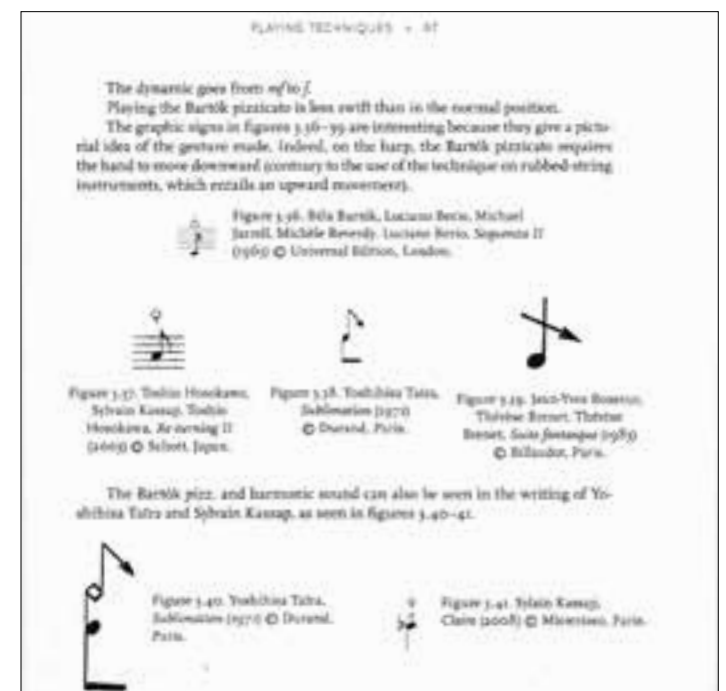 PLAYING TECHNIQUES • 67
The dynamic goes from mf to f.
Playing the Bartók pizzicato is less swift than in the normal position.
The graphic signs in figures 3.36–39 are interesting because they give a picto-
rial idea of the gesture made. Indeed, on the harp, the Bartók pizzicato requires
the hand to move downward (contrary to the use of the technique on rubbed-string
instruments, which entails an upward movement).
Figure 3.36. Béla Bartók, Luciano Berio, Michael
Jarrell, Michèle Reverdy. Luciano Berio, Sequenza II
(1963) © Universal Edition, London.
Figure 3.37. Toshio Hosokawa,
Sylvain Kassap. Toshio
Hosokawa, Re-turning II
(2003) © Schott, Japan.
Figure 3.38. Yoshihisa Taïra,
Sublimation (1971)
© Durand, Paris.
Figure 3.39. Jean-Yves Bosseur,
Thérèse Brenet. Thérèse
Brenet, Suite fantasque (1983)
© Billaudot, Paris.
The Bartók pizz. and harmonic sound can also be seen in the writing of Yo-
shihisa Taïra and Sylvain Kassap, as seen in figures 3.40–41.
Figure 3.40. Yoshihisa Taïra,
Sublimation (1971) © Durand,
Paris.
Figure 3.41. Sylain Kassap,
Claire (2008) © Paris.